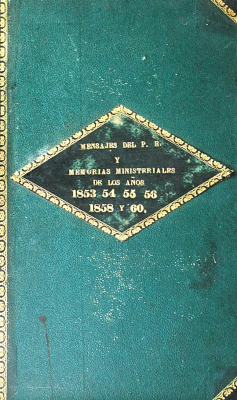 MENSAJES DEL P. E.
Y
MEMORIAS MINISTERIALES
DE LOS AÑOS
1853 54 55 56
1858 Y 60.